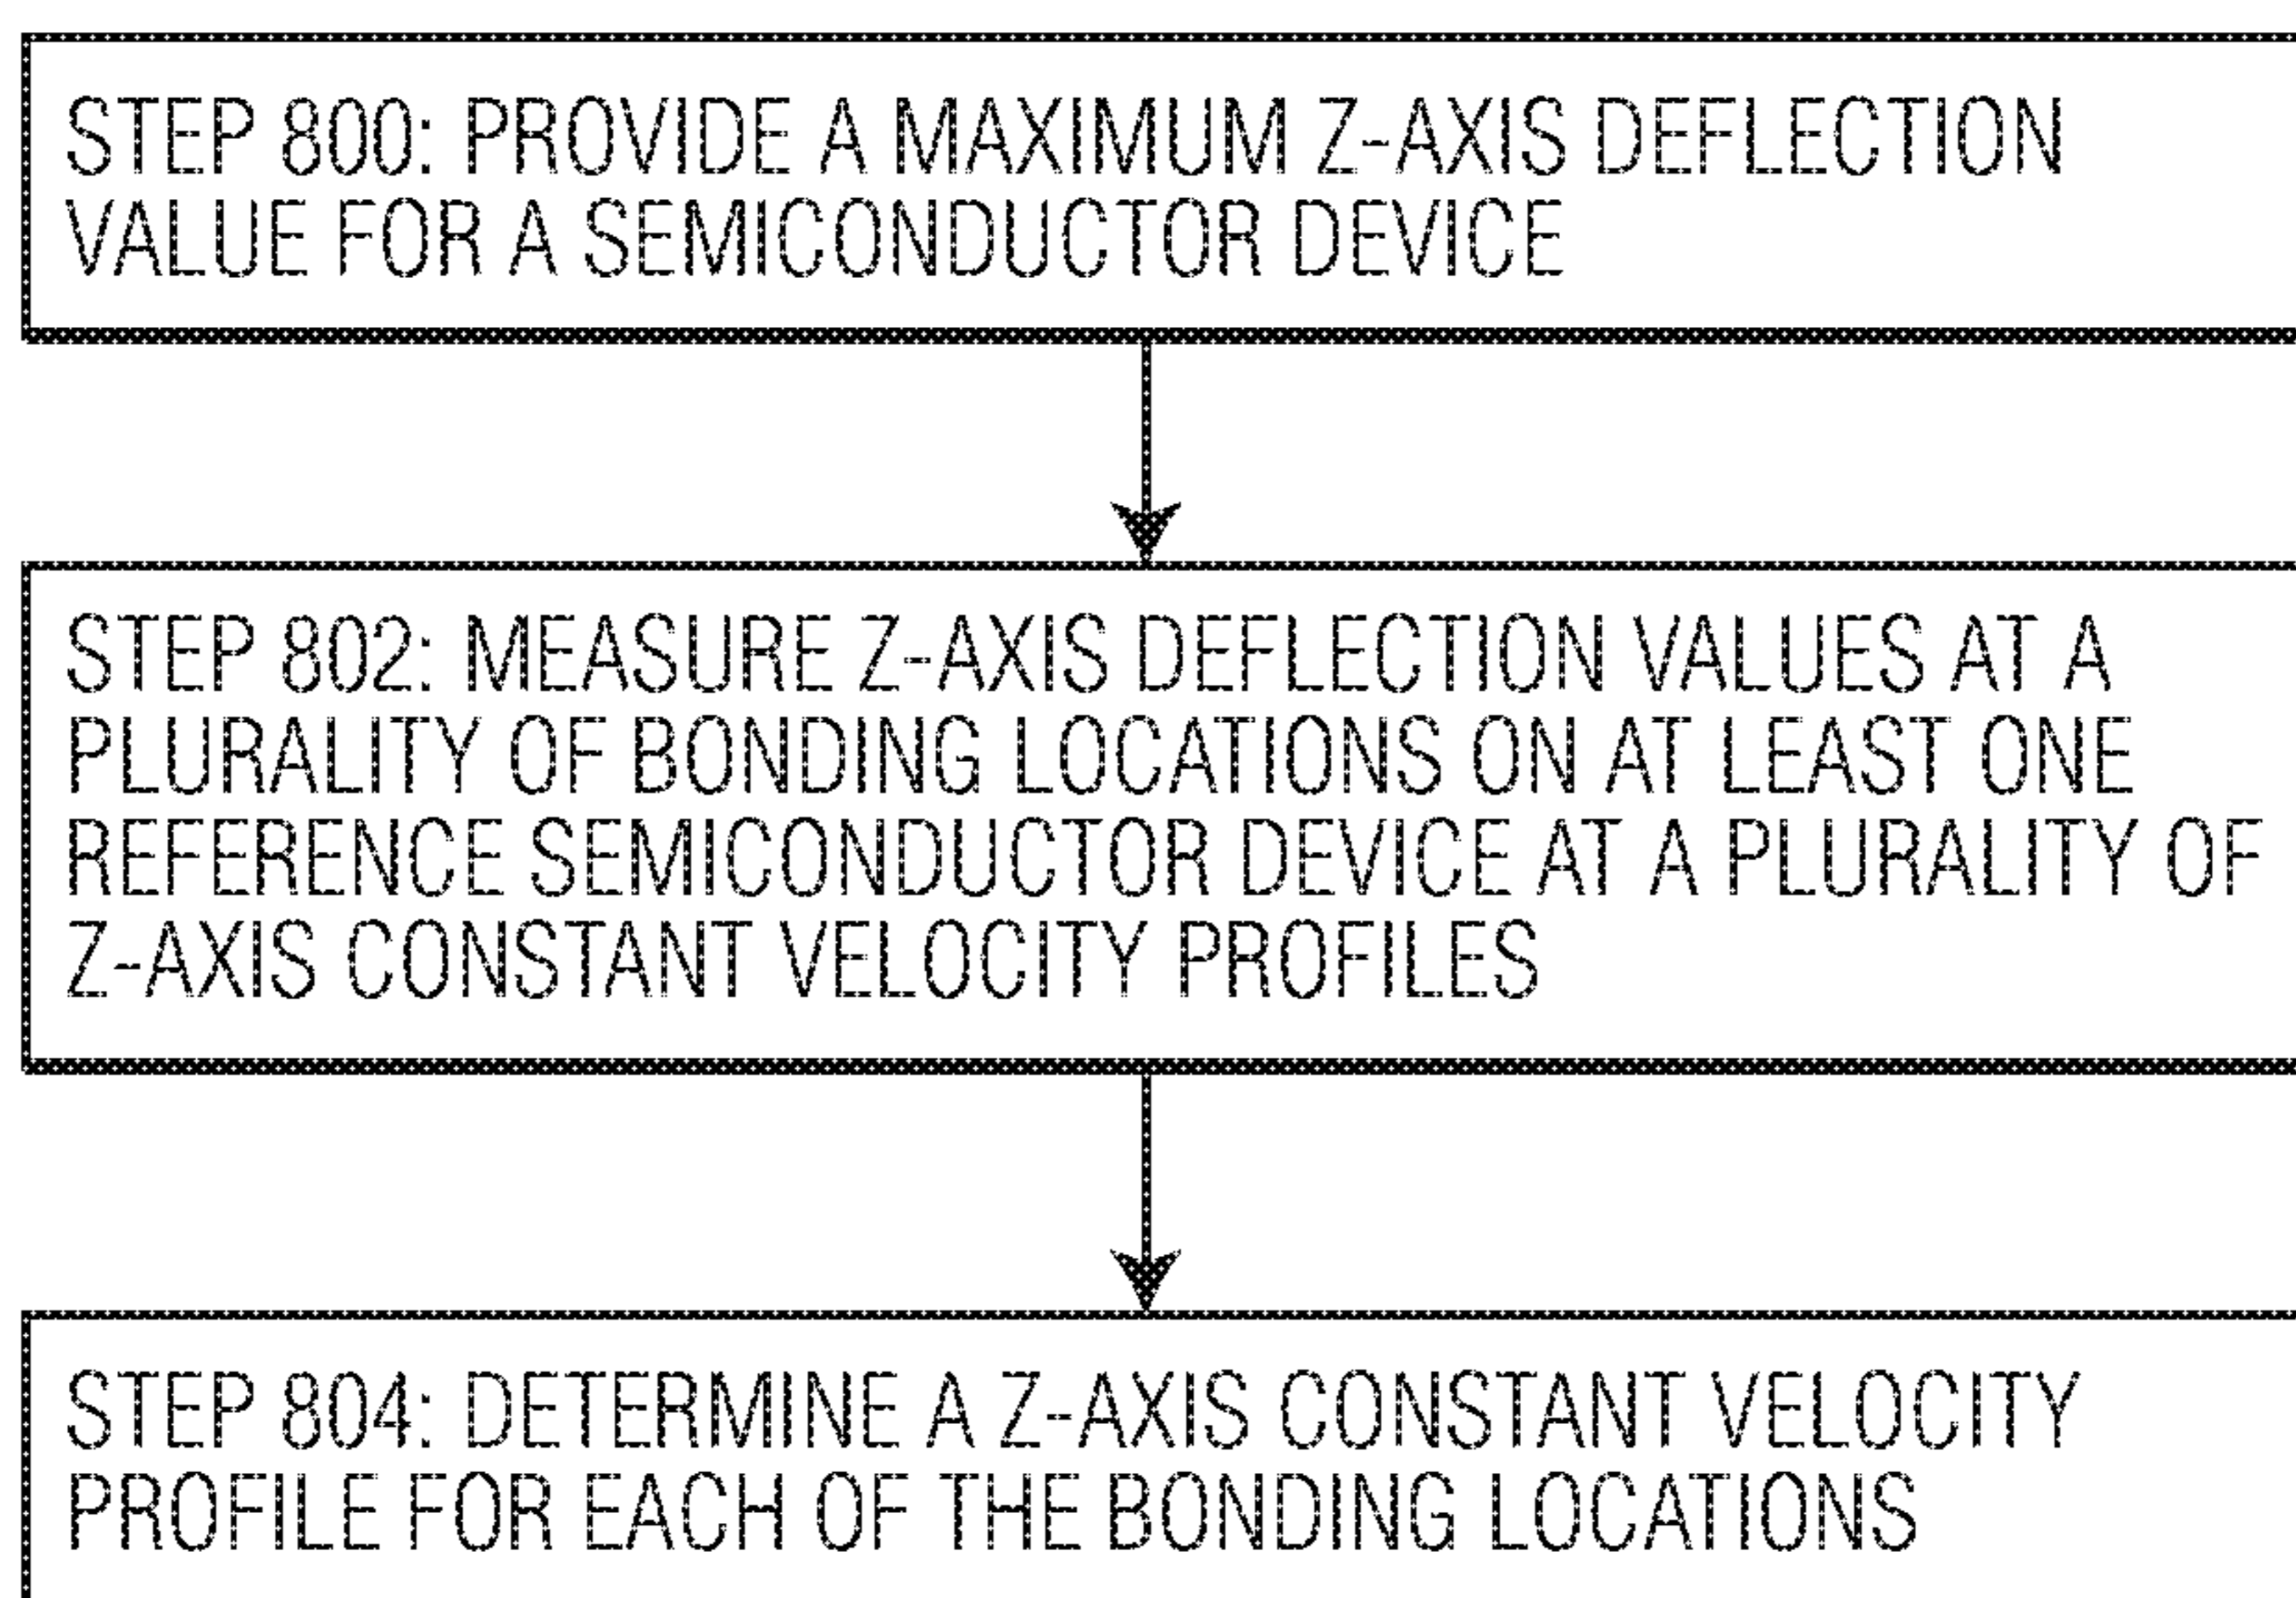 STEP 800: PROVIDE A MAXIMUM Z-AXIS DEFLECTION
VALUE FOR A SEMICONDUCTOR DEVICE
STEP 802: MEASURE Z-AXIS DEFLECTION VALUES AT A
PLURALITY OF BONDING LOCATIONS ON AT LEAST ONE
REFERENCE SEMICONDUCTOR DEVICE AT A PLURALITY OF
Z-AXIS CONSTANT VELOCITY PROFILES
STEP 804: DETERMINE A Z-AXIS CONSTANT VELOCITY
PROFILE FOR EACH OF THE BONDING LOCATIONS